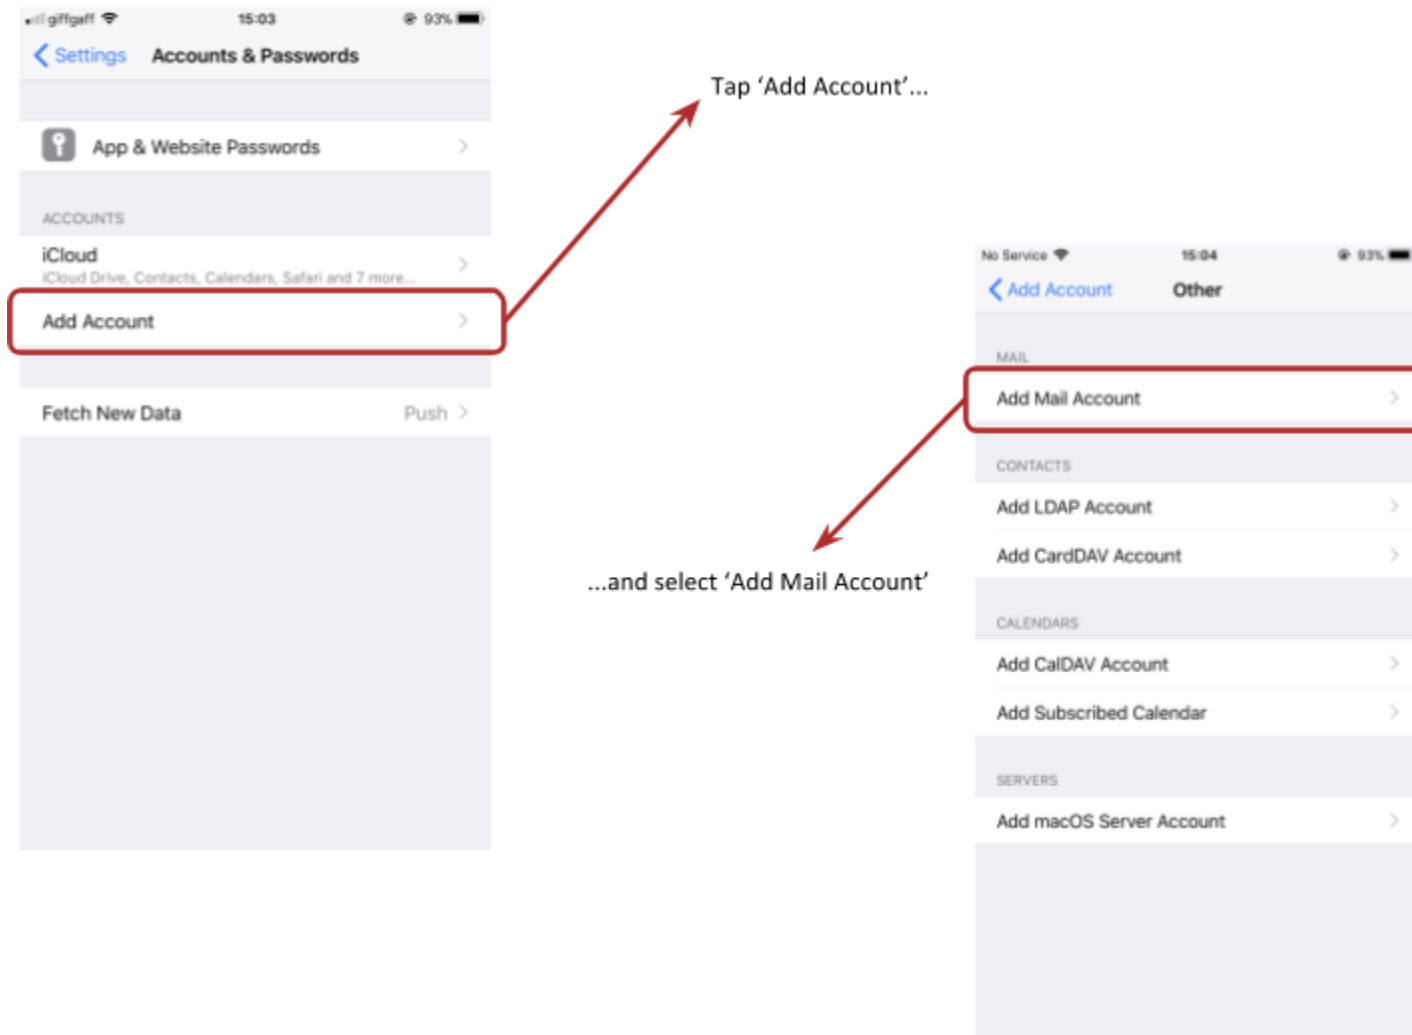 giffgaff 15:03 93%
Settings Accounts & Passwords
App & Website Passwords
ACCOUNTS
iCloud
iCloud Drive, Contacts, Calendars, Safari and 7 more...
Add Account
Fetch New Data Push
Tap ‘Add Account’...
...and select ‘Add Mail Account’
No Service 15:04 93%
Add Account Other
MAIL
Add Mail Account
CONTACTS
Add LDAP Account
Add CardDAV Account
CALENDARS
Add CalDAV Account
Add Subscribed Calendar
SERVERS
Add macOS Server Account